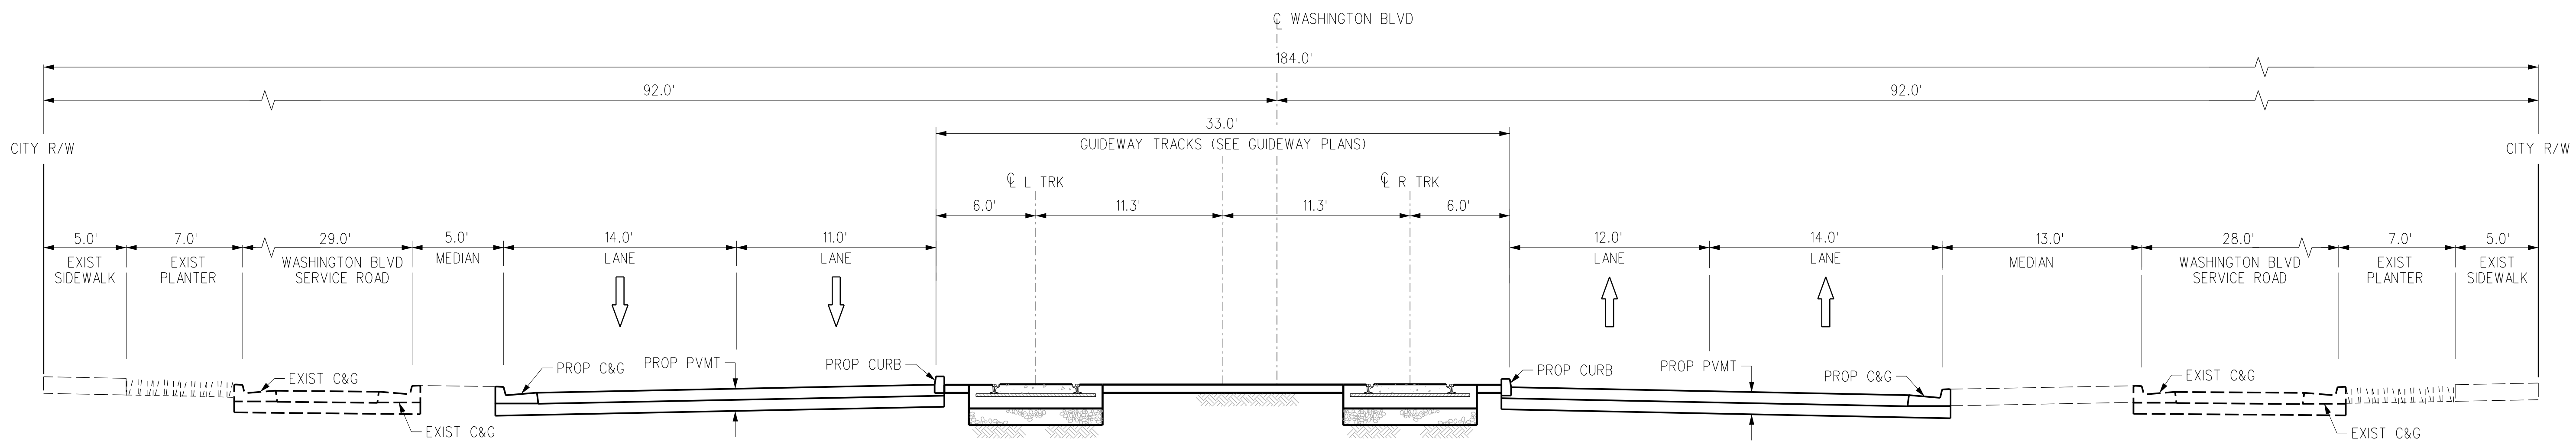 ℄ WASHINGTON BLVD
184.0'
92.0'
92.0'
33.0'
GUIDEWAY TRACKS (SEE GUIDEWAY PLANS)
CITY R/W
CITY R/W
℄ L TRK
℄ R TRK
6.0'
11.3'
11.3'
6.0'
5.0'
7.0'
29.0'
5.0'
14.0'
11.0'
12.0'
14.0'
13.0'
28.0'
7.0'
5.0'
EXIST
SIDEWALK
EXIST
PLANTER
WASHINGTON BLVD
SERVICE ROAD
MEDIAN
LANE
LANE
LANE
LANE
MEDIAN
WASHINGTON BLVD
SERVICE ROAD
EXIST
PLANTER
EXIST
SIDEWALK
EXIST C&G
PROP C&G
PROP PVMT
PROP CURB
PROP CURB
PROP PVMT
PROP C&G
EXIST C&G
EXIST C&G
EXIST C&G